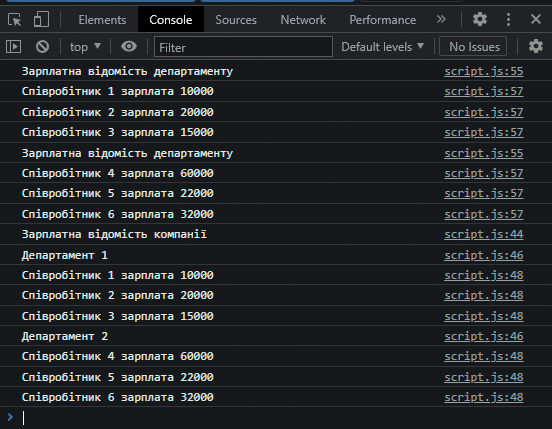 Elements Console Sources Network Performance »
top Filter Default levels No Issues
Зарплатна відомість департаменту script.js:55
Співробітник 1 зарплата 10000 script.js:57
Співробітник 2 зарплата 20000 script.js:57
Співробітник 3 зарплата 15000 script.js:57
Зарплатна відомість департаменту script.js:55
Співробітник 4 зарплата 60000 script.js:57
Співробітник 5 зарплата 22000 script.js:57
Співробітник 6 зарплата 32000 script.js:57
Зарплатна відомість компанії script.js:44
Департамент 1 script.js:46
Співробітник 1 зарплата 10000 script.js:48
Співробітник 2 зарплата 20000 script.js:48
Співробітник 3 зарплата 15000 script.js:48
Департамент 2 script.js:46
Співробітник 4 зарплата 60000 script.js:48
Співробітник 5 зарплата 22000 script.js:48
Співробітник 6 зарплата 32000 script.js:48